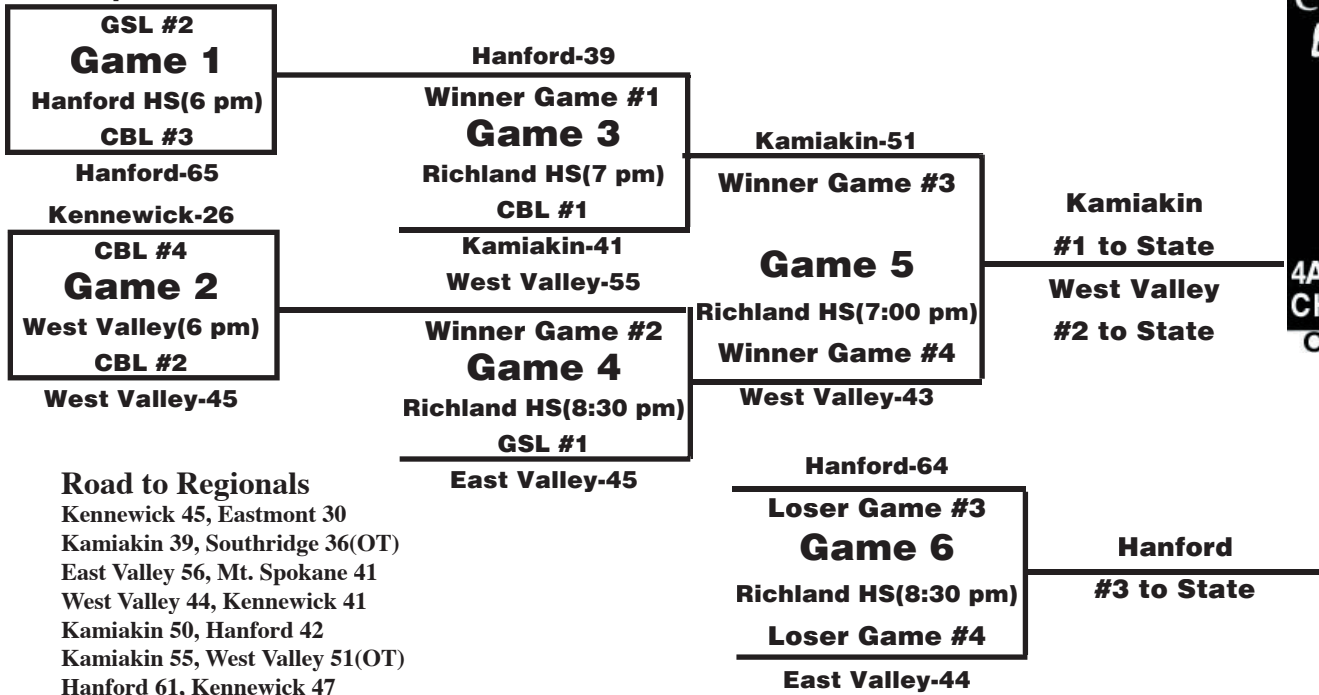 GSL #2
Game 1
Hanford HS(6 pm)
CBL #3
Hanford-65
Kennewick-26
CBL #4
Game 2
West Valley(6 pm)
CBL #2
West Valley-45
Hanford-39
Winner Game #1
Game 3
Richland HS(7 pm)
CBL #1
Kamiakin-41
West Valley-55
Winner Game #2
Game 4
Richland HS(8:30 pm)
GSL #1
East Valley-45
Kamiakin-51
Winner Game #3
Game 5
Richland HS(7:00 pm)
Winner Game #4
West Valley-43
Kamiakin
#1 to State
West Valley
#2 to State
Hanford-64
Loser Game #3
Game 6
Richland HS(8:30 pm)
Loser Game #4
East Valley-44
Hanford
#3 to State
Road to Regionals
Kennewick 45, Eastmont 30
Kamiakin 39, Southridge 36(OT)
East Valley 56, Mt. Spokane 41
West Valley 44, Kennewick 41
Kamiakin 50, Hanford 42
Kamiakin 55, West Valley 51(OT)
Hanford 61, Kennewick 47